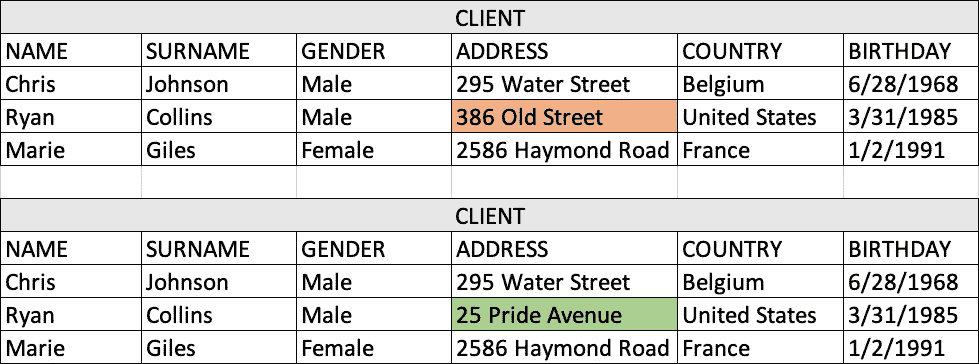 CLIENT
NAME SURNAME GENDER ADDRESS COUNTRY BIRTHDAY
Chris Johnson Male 295 Water Street Belgium 6/28/1968
Ryan Collins Male 386 Old Street United States 3/31/1985
Marie Giles Female 2586 Haymond Road France 1/2/1991
CLIENT
NAME SURNAME GENDER ADDRESS COUNTRY BIRTHDAY
Chris Johnson Male 295 Water Street Belgium 6/28/1968
Ryan Collins Male 25 Pride Avenue United States 3/31/1985
Marie Giles Female 2586 Haymond Road France 1/2/1991